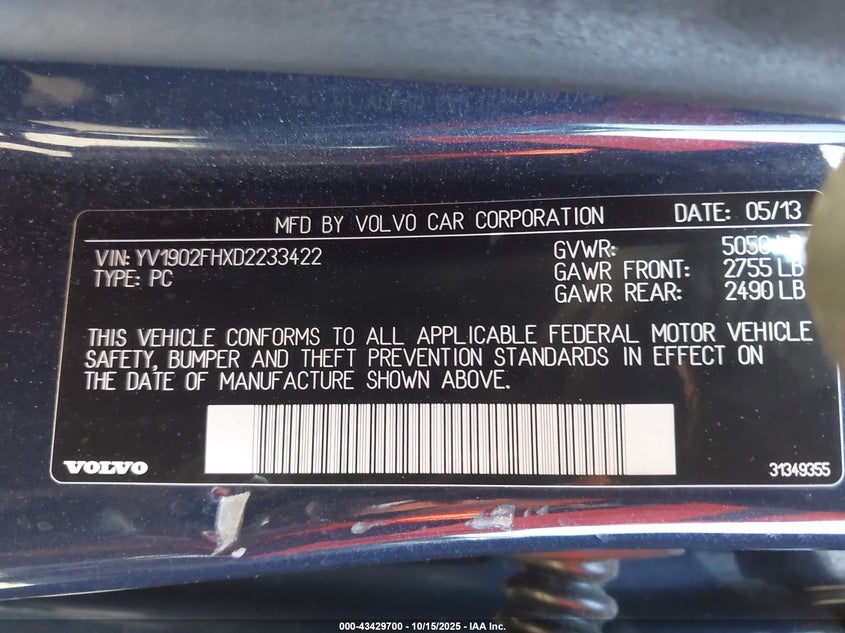 MFD BY VOLVO CAR CORPORATION DATE: 05/13
VIN: YV1902FHXD2233422 GVWR: 5050 LB
TYPE: PC GAWR FRONT: 2755 LB
GAWR REAR: 2490 LB
THIS VEHICLE CONFORMS TO ALL APPLICABLE FEDERAL MOTOR VEHICLE
SAFETY, BUMPER AND THEFT PREVENTION STANDARDS IN EFFECT ON
THE DATE OF MANUFACTURE SHOWN ABOVE.
VOLVO 31349355
000-43429700 - 10/15/2025 - IAA Inc.